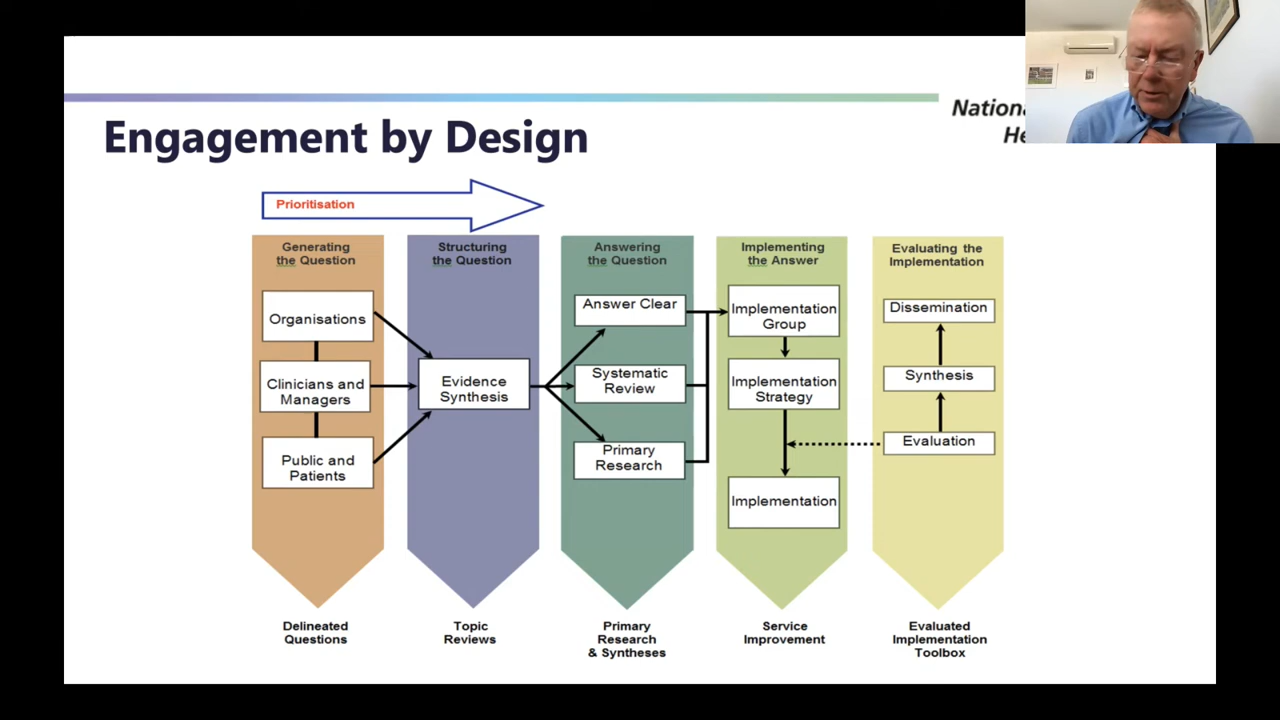 Nationa
He
Engagement by Design
Prioritisation
Generating
the Question
Organisations
Clinicians and
Managers
Public and
Patients
Delineated
Questions
Structuring
the Question
Evidence
Synthesis
Topic
Reviews
Answering
the Question
Answer Clear
Systematic
Review
Primary
Research
Primary
Research
& Syntheses
Implementing
the Answer
Implementation
Group
Implementation
Strategy
Implementation
Service
Improvement
Evaluating the
Implementation
Dissemination
Synthesis
Evaluation
Evaluated
Implementation
Toolbox